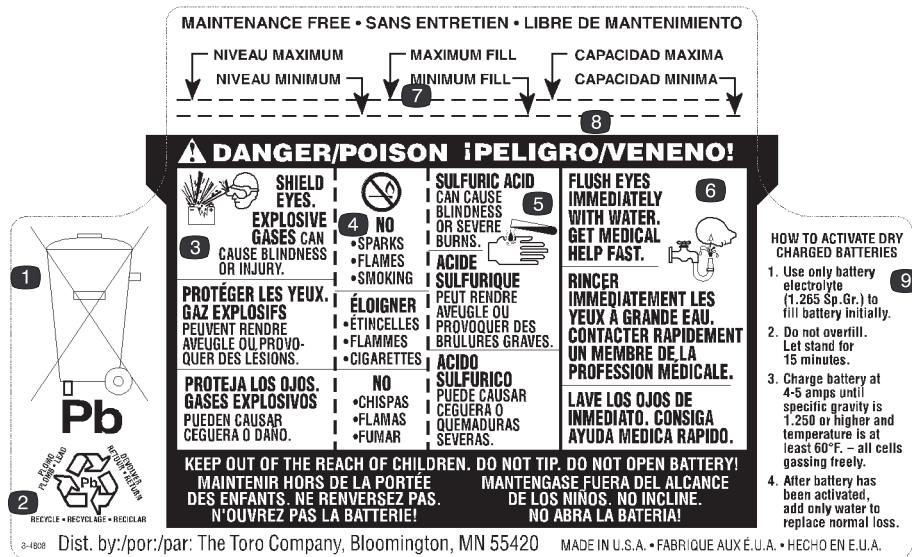 MAINTENANCE FREE • SANS ENTRETIEN • LIBRE DE MANTENIMIENTO
NIVEAU MAXIMUM
MAXIMUM FILL
CAPACIDAD MAXIMA
NIVEAU MINIMUM
MINIMUM FILL
CAPACIDAD MINIMA
7
8
DANGER/POISON ¡PELIGRO/VENENO!
1
Pb
2
PLOMO
PLOMB • LEAD
DEVOLVER
RETOUR • RETURN
Pb
RECYCLE • RECYCLAGE • RECICLAR
3
SHIELD
EYES.
EXPLOSIVE
GASES CAN
CAUSE BLINDNESS
OR INJURY.
PROTÉGER LES YEUX.
GAZ EXPLOSIFS
PEUVENT RENDRE
AVEUGLE OU PROVO-
QUER DES LESIONS.
PROTEJA LOS OJOS.
GASES EXPLOSIVOS
PUEDEN CAUSAR
CEGUERA O DAÑO.
4
NO
•SPARKS
•FLAMES
•SMOKING
ÉLOIGNER
•ÉTINCELLES
•FLAMMES
•CIGARETTES
NO
•CHISPAS
•FLAMAS
•FUMAR
5
SULFURIC ACID
CAN CAUSE
BLINDNESS
OR SEVERE
BURNS.
ACIDE
SULFURIQUE
PEUT RENDRE
AVEUGLE OU
PROVOQUER DES
BRÛLURES GRAVES.
ACIDO
SULFURICO
PUEDE CAUSAR
CEGUERA O
QUEMADURAS
SEVERAS.
6
FLUSH EYES
IMMEDIATELY
WITH WATER.
GET MEDICAL
HELP FAST.
RINCER
IMMEDIATEMENT LES
YEUX À GRANDE EAU.
CONTACTER RAPIDEMENT
UN MEMBRE DE LA
PROFESSION MÉDICALE.
LAVE LOS OJOS DE
INMEDIATO. CONSIGA
AYUDA MEDICA RAPIDO.
KEEP OUT OF THE REACH OF CHILDREN. DO NOT TIP. DO NOT OPEN BATTERY!
MAINTENIR HORS DE LA PORTÉE
DES ENFANTS. NE RENVERSEZ PAS.
N'OUVREZ PAS LA BATTERIE!
MANTENGASE FUERA DEL ALCANCE
DE LOS NIÑOS. NO INCLINE.
NO ABRA LA BATERIA!
HOW TO ACTIVATE DRY
CHARGED BATTERIES
9
1. Use only battery
electrolyte
(1.265 Sp.Gr.) to
fill battery initially.
2. Do not overfill.
Let stand for
15 minutes.
3. Charge battery at
4-5 amps until
specific gravity is
1.250 or higher and
temperature is at
least 60°F. – all cells
gassing freely.
4. After battery has
been activated,
add only water to
replace normal loss.
3-4808 Dist. by:/por:/par: The Toro Company, Bloomington, MN 55420 MADE IN U.S.A. • FABRIQUE AUX É.U.A. • HECHO EN E.U.A.